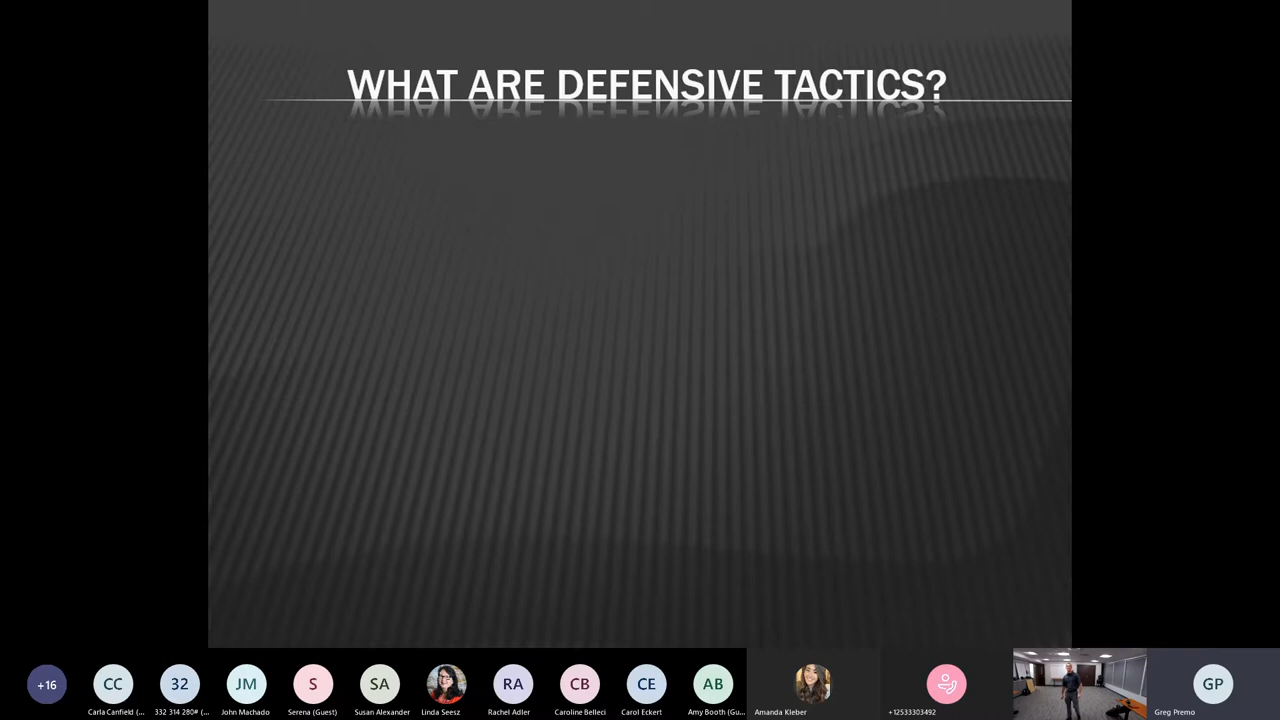 WHAT ARE DEFENSIVE TACTICS?
+16
CC
32
JM
S
SA
RA
CB
CE
AB
GP
Carla Canfield (...
332 314 280# (...
John Machado
Serena (Guest)
Susan Alexander
Linda Seesz
Rachel Adler
Caroline Belleci
Carol Eckert
Amy Booth (Gu...
Amanda Kleber
+12533303492
Greg Premo